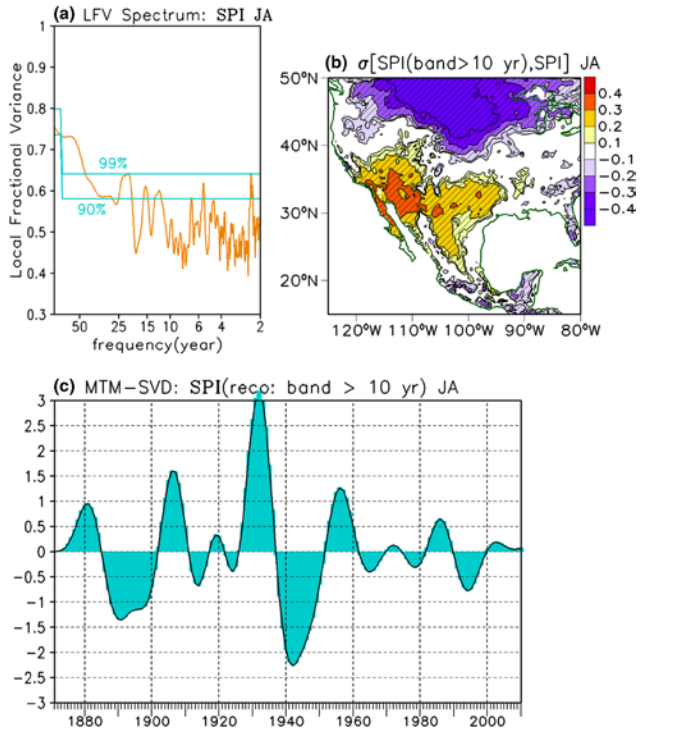 (a) LFV Spectrum: SPI JA
1
0.9
0.8
0.7
0.6
0.5
0.4
0.3
Local Fractional Variance
99%
90%
50 25 15 10 6 4 2
frequency(year)
(b) σ[SPI(band>10 yr),SPI] JA
50°N
40°N
30°N
20°N
120°W 110°W 100°W 90°W 80°W
0.4
0.3
0.2
0.1
-0.1
-0.2
-0.3
-0.4
(c) MTM-SVD: SPI(reco: band > 10 yr) JA
3
2.5
2
1.5
1
0.5
0
-0.5
-1
-1.5
-2
-2.5
-3
1880 1900 1920 1940 1960 1980 2000